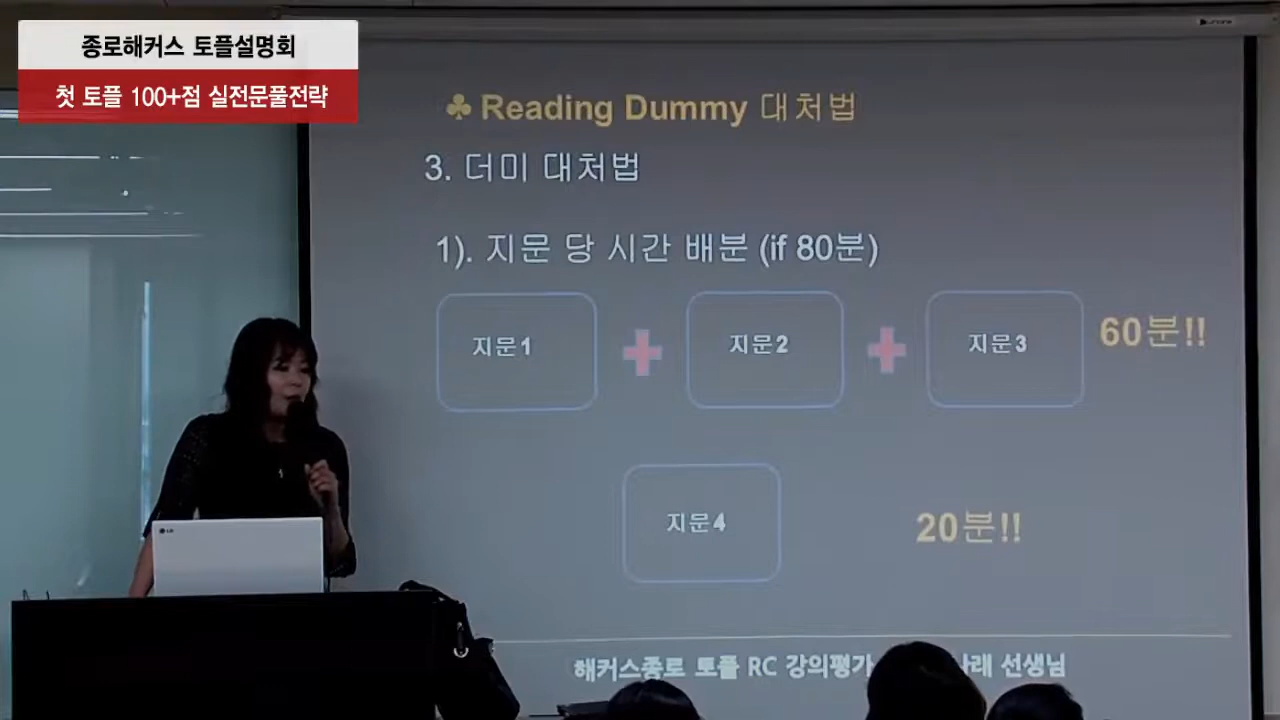 종로해커스 토플설명회
첫 토플 100+점 실전문풀전략
♣ Reading Dummy 대처법
3. 더미 대처법
1). 지문 당 시간 배분 (if 80분)
지문1
지문2
지문3
60분!!
지문4
20분!!
해커스종로 토플 RC 강의평가
선생님
LG